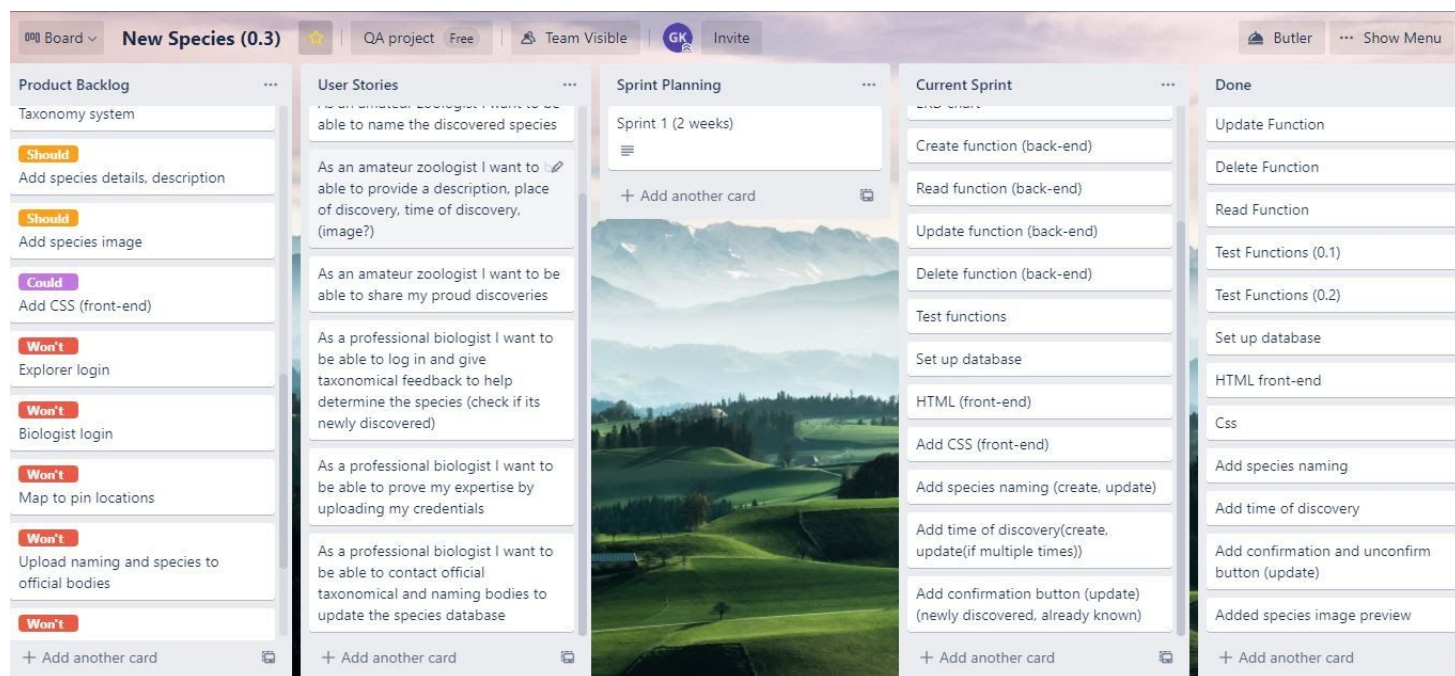 Board
New Species (0.3)
QA project Free
Team Visible
GK
Invite
Butler
··· Show Menu
Product Backlog
Taxonomy system
Should
Add species details, description
Should
Add species image
Could
Add CSS (front-end)
Won't
Explorer login
Won't
Biologist login
Won't
Map to pin locations
Won't
Upload naming and species to
official bodies
Won't
+ Add another card
User Stories
As an amateur zoologist I want to be
able to name the discovered species
As an amateur zoologist I want to
able to provide a description, place
of discovery, time of discovery,
(image?)
As an amateur zoologist I want to be
able to share my proud discoveries
As a professional biologist I want to
be able to log in and give
taxonomical feedback to help
determine the species (check if its
newly discovered)
As a professional biologist I want to
be able to prove my expertise by
uploading my credentials
As a professional biologist I want to
be able to contact official
taxonomical and naming bodies to
update the species database
+ Add another card
Sprint Planning
Sprint 1 (2 weeks)
+ Add another card
Current Sprint
ERD chart
Create function (back-end)
Read function (back-end)
Update function (back-end)
Delete function (back-end)
Test functions
Set up database
HTML (front-end)
Add CSS (front-end)
Add species naming (create, update)
Add time of discovery(create,
update(if multiple times))
Add confirmation button (update)
(newly discovered, already known)
+ Add another card
Done
Update Function
Delete Function
Read Function
Test Functions (0.1)
Test Functions (0.2)
Set up database
HTML front-end
Css
Add species naming
Add time of discovery
Add confirmation and unconfirm
button (update)
Added species image preview
+ Add another card